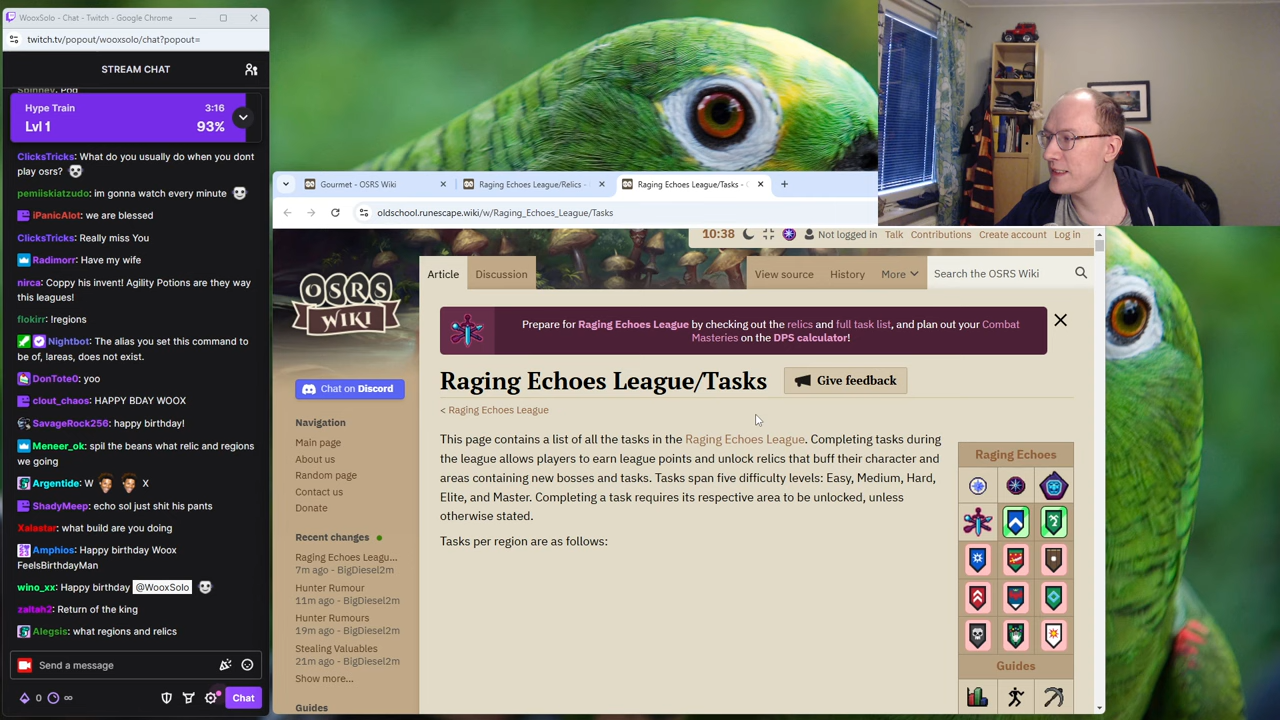 WooxSolo - Chat - Twitch - Google Chrome
twitch.tv/popout/wooxsolo/chat?popout=
STREAM CHAT
Hype Train 3:16
Lvl 1 93%
ClicksTricks: What do you usually do when you dont
play osrs?
pemiiskiatzudo: im gonna watch every minute
iPanicAlot: we are blessed
ClicksTricks: Really miss You
Radimorr: Have my wife
nirca: Coppy his invent! Agility Potions are they way
this leagues!
flokirr: !regions
Nightbot: The alias you set this command to
be of, !areas, does not exist.
DonTote0: yoo
clout_chaos: HAPPY BDAY WOOX
SavageRock256: happy birthday!
Meneer_ok: spil the beans what relic and regions
we going
Argentide: W X
ShadyMeep: echo sol just shit his pants
Xalastar: what build are you doing
Amphios: Happy birthday Woox
FeelsBirthdayMan
wino_xx: Happy birthday @WooxSolo
zaltah2: Return of the king
Alegsis: what regions and relics
Send a message
0 ∞ Chat
Gourmet - OSRS Wiki
Raging Echoes League/Relics -
Raging Echoes League/Tasks -
oldschool.runescape.wiki/w/Raging_Echoes_League/Tasks
10:38 Not logged in Talk Contributions Create account Log in
OSRS
WIKI
Article Discussion View source History More Search the OSRS Wiki
Prepare for Raging Echoes League by checking out the relics and full task list, and plan out your Combat
Masteries on the DPS calculator!
Raging Echoes League/Tasks
Give feedback
< Raging Echoes League
This page contains a list of all the tasks in the Raging Echoes League. Completing tasks during
the league allows players to earn league points and unlock relics that buff their character and
areas containing new bosses and tasks. Tasks span five difficulty levels: Easy, Medium, Hard,
Elite, and Master. Completing a task requires its respective area to be unlocked, unless
otherwise stated.
Tasks per region are as follows:
Raging Echoes
Guides
Chat on Discord
Navigation
Main page
About us
Random page
Contact us
Donate
Recent changes
Raging Echoes Leagu...
7m ago - BigDiesel2m
Hunter Rumour
11m ago - BigDiesel2m
Hunter Rumours
19m ago - BigDiesel2m
Stealing Valuables
21m ago - BigDiesel2m
Show more...
Guides